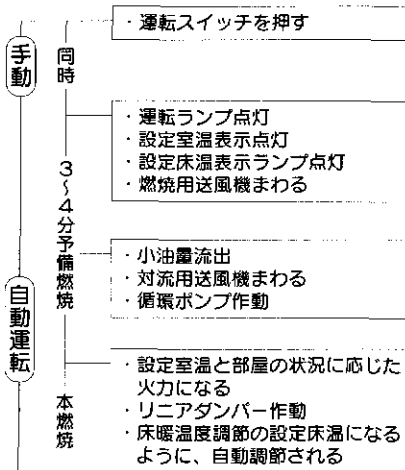 ・運転スイッチを押す
手動
同時
・運転ランプ点灯
・設定室温表示点灯
・設定床温表示ランプ点灯
・燃焼用送風機まわる
3～4分予備燃焼
・小油量流出
・対流用送風機まわる
・循環ポンプ作動
自動運転
・設定室温と部屋の状況に応じた
火力になる
・リニアダンパー作動
・床暖温度調節の設定床温になる
ように、自動調節される
本燃焼